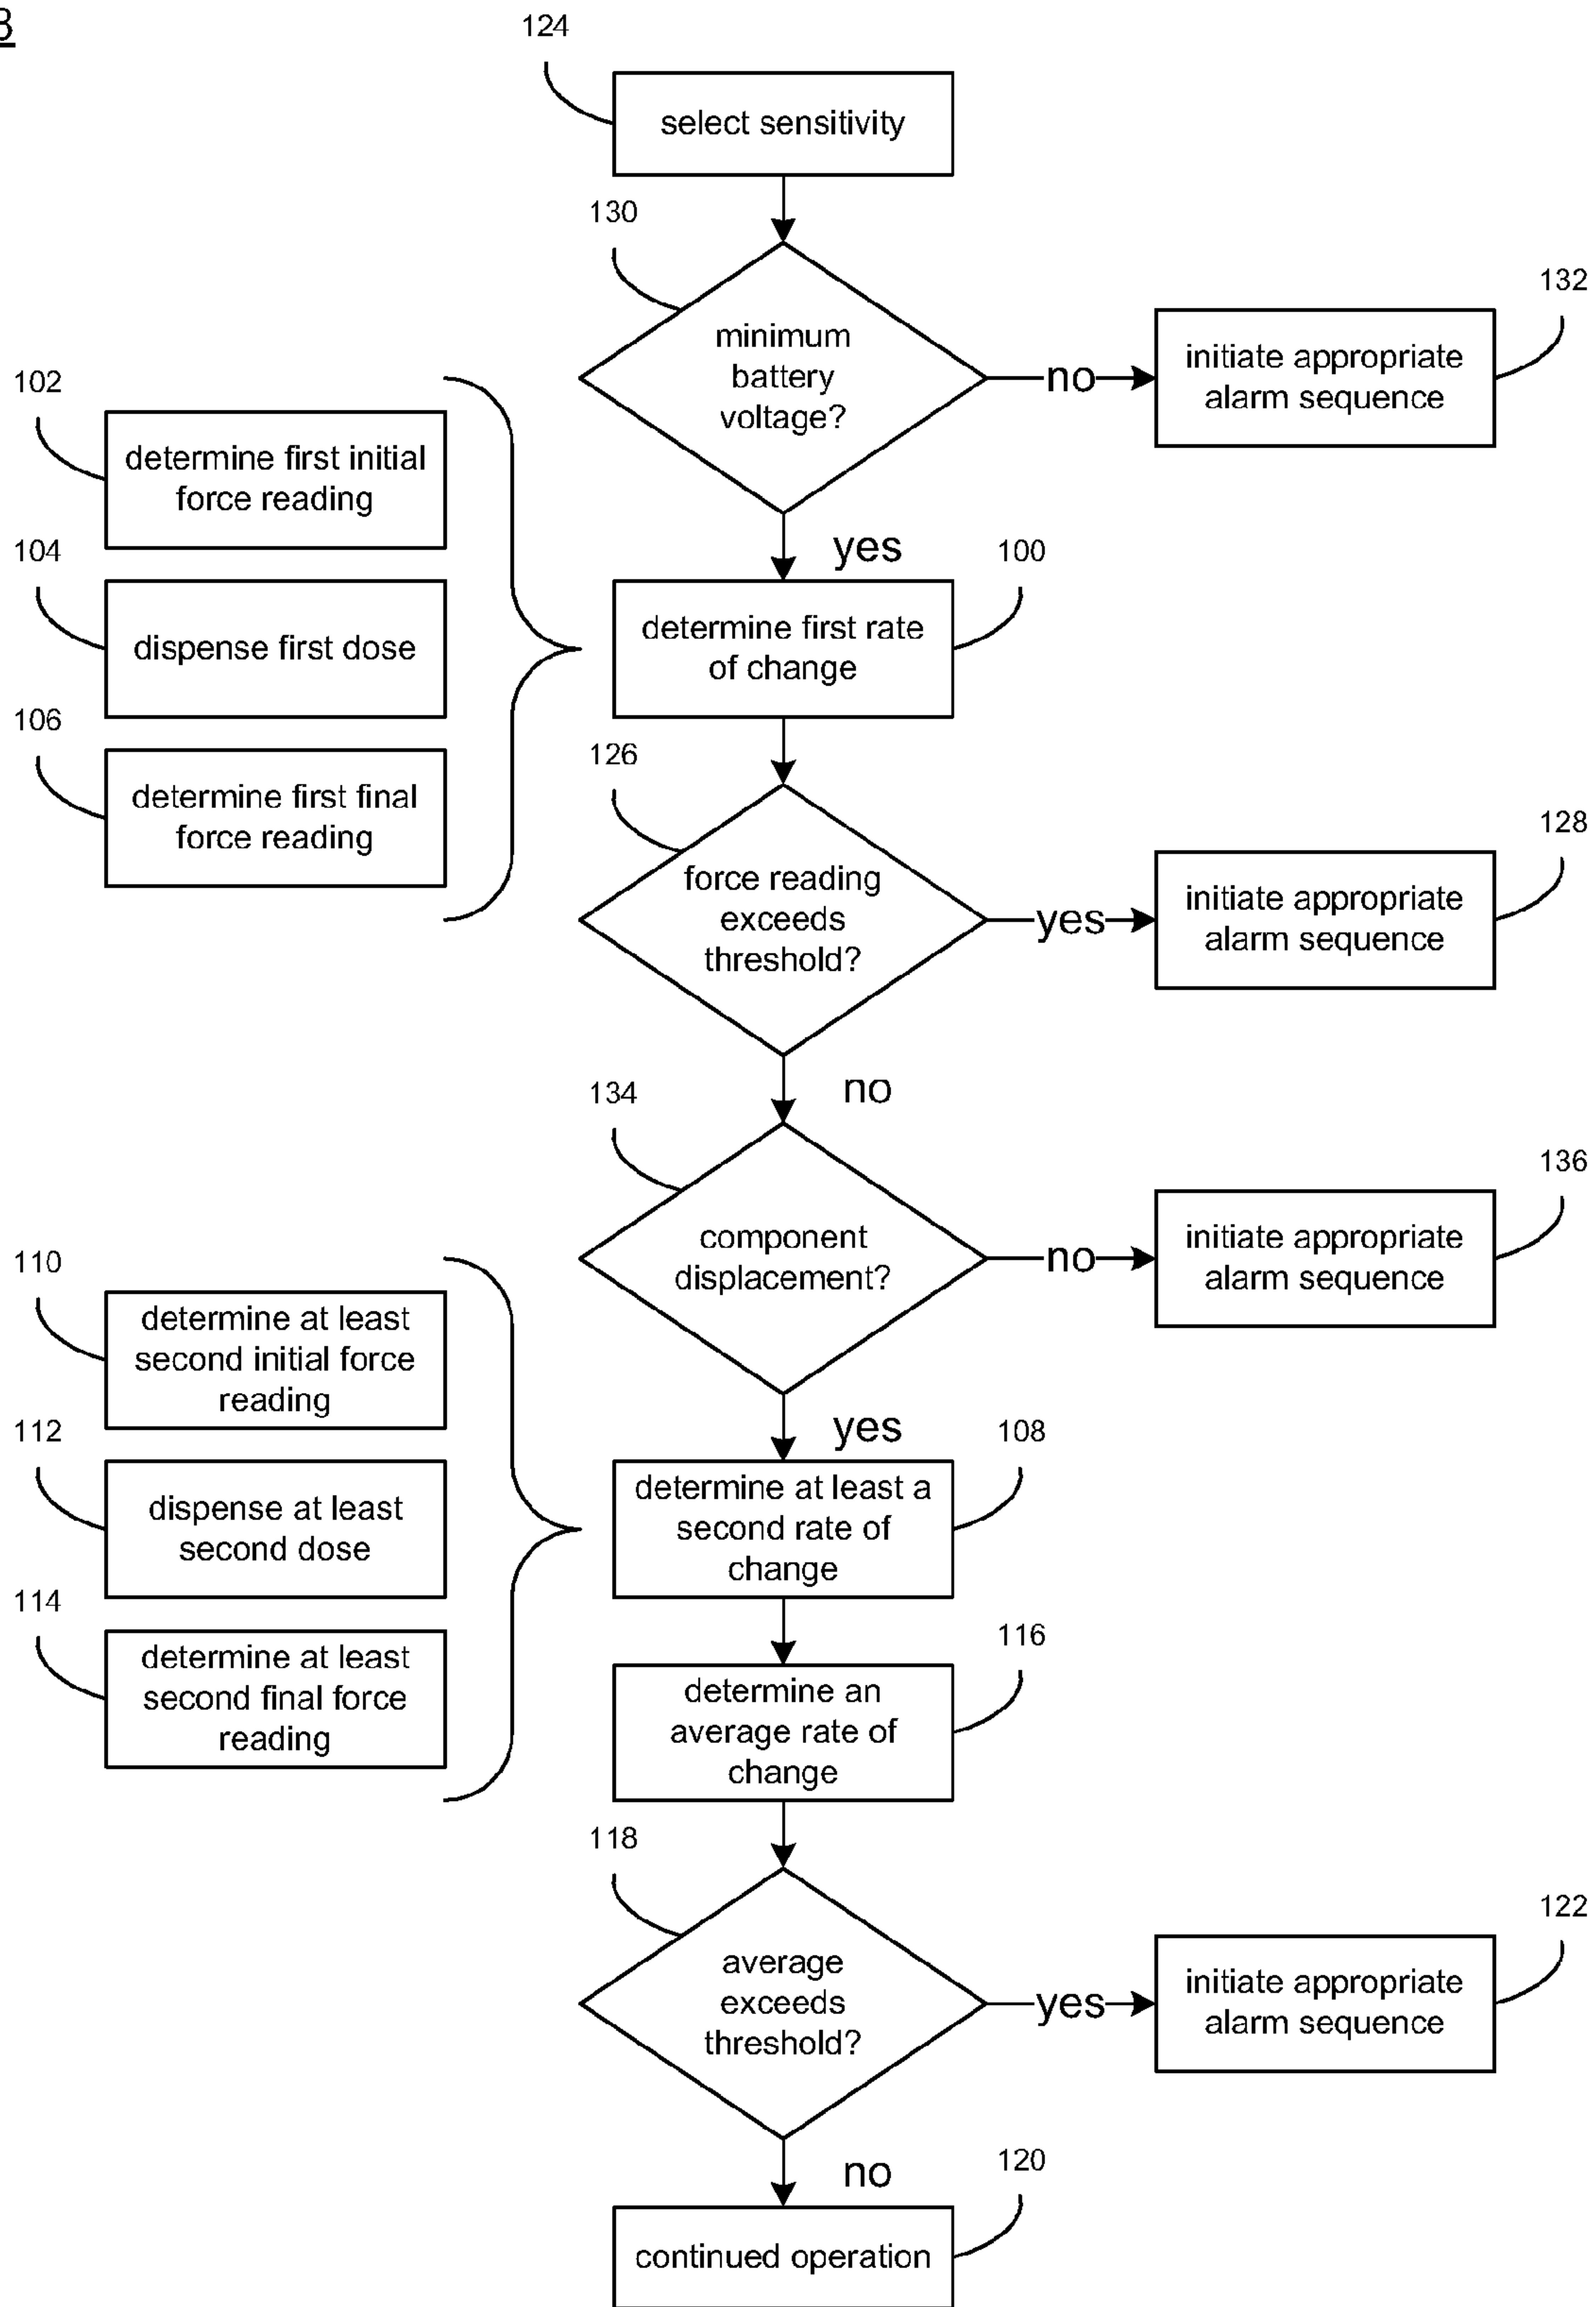 124
select sensitivity
130
minimum
battery
voltage?
no
132
initiate appropriate
alarm sequence
yes
102
determine first initial
force reading
104
dispense first dose
106
determine first final
force reading
100
determine first rate
of change
126
force reading
exceeds
threshold?
yes
128
initiate appropriate
alarm sequence
no
134
component
displacement?
no
136
initiate appropriate
alarm sequence
yes
110
determine at least
second initial force
reading
112
dispense at least
second dose
114
determine at least
second final force
reading
108
determine at least a
second rate of
change
116
determine an
average rate of
change
118
average
exceeds
threshold?
yes
122
initiate appropriate
alarm sequence
no
120
continued operation